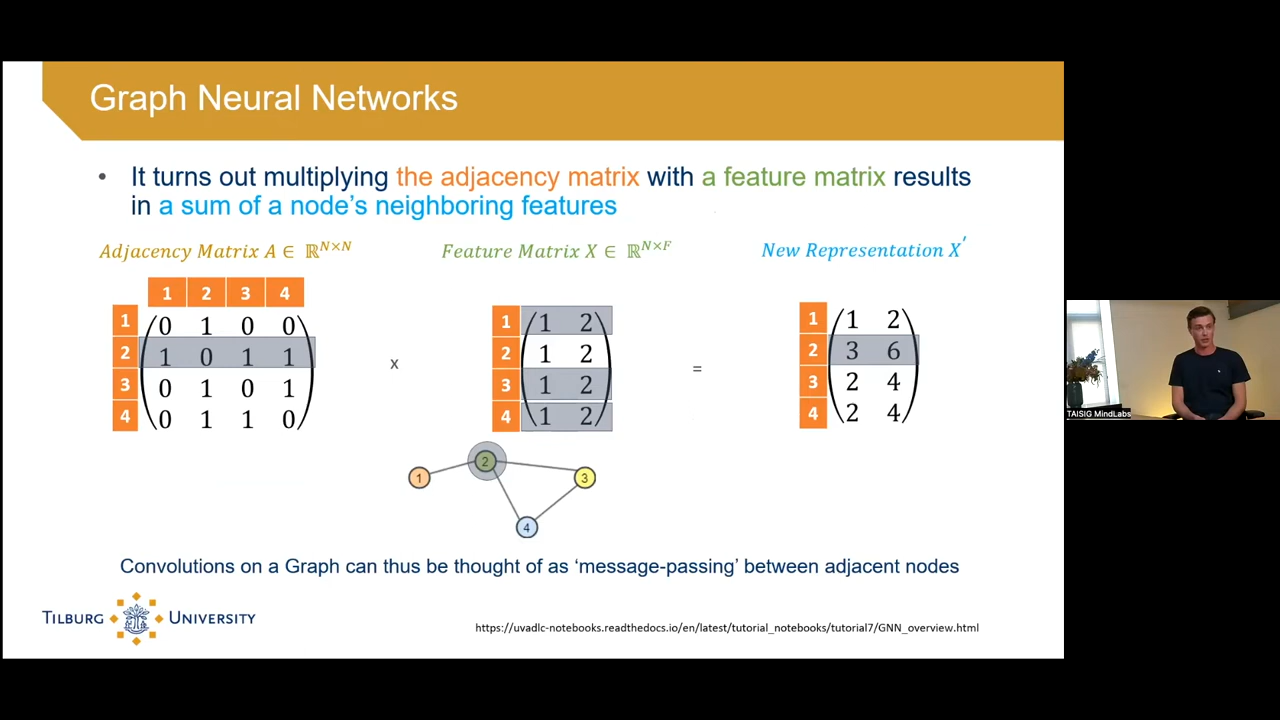 Graph Neural Networks
• It turns out multiplying the adjacency matrix with a feature matrix results
in a sum of a node's neighboring features
Adjacency Matrix A ∈ ℝ^{N×N}
Feature Matrix X ∈ ℝ^{N×F}
New Representation X′
1 2 3 4
1 0 1 0 0
2 1 0 1 1
3 0 1 0 1
4 0 1 1 0
x
1 1 2
2 1 2
3 1 2
4 1 2
=
1 1 2
2 3 6
3 2 4
4 2 4
1
2
3
4
TAISIG MindLabs
Convolutions on a Graph can thus be thought of as 'message-passing' between adjacent nodes
TILBURG UNIVERSITY
https://uvadlc-notebooks.readthedocs.io/en/latest/tutorial_notebooks/tutorial7/GNN_overview.html